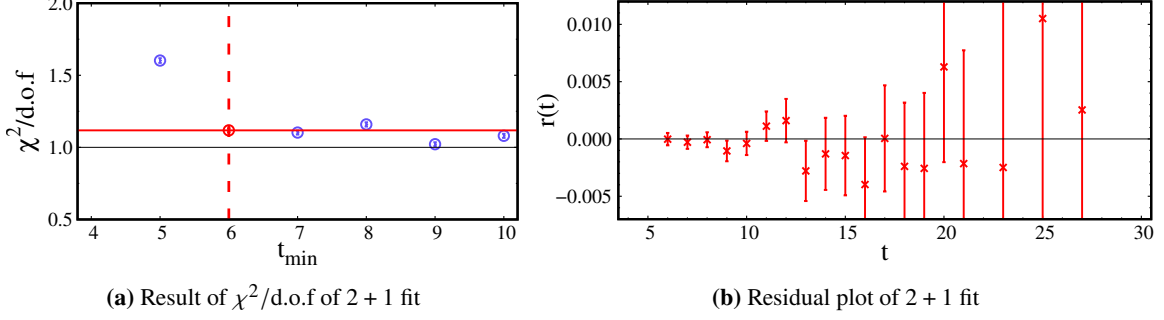 2.0
1.5
1.0
0.5
χ²/d.o.f
4 5 6 7 8 9 10
t_min
(a) Result of χ²/d.o.f of 2 + 1 fit
0.010
0.005
0.000
−0.005
r(t)
5 10 15 20 25 30
t
(b) Residual plot of 2 + 1 fit